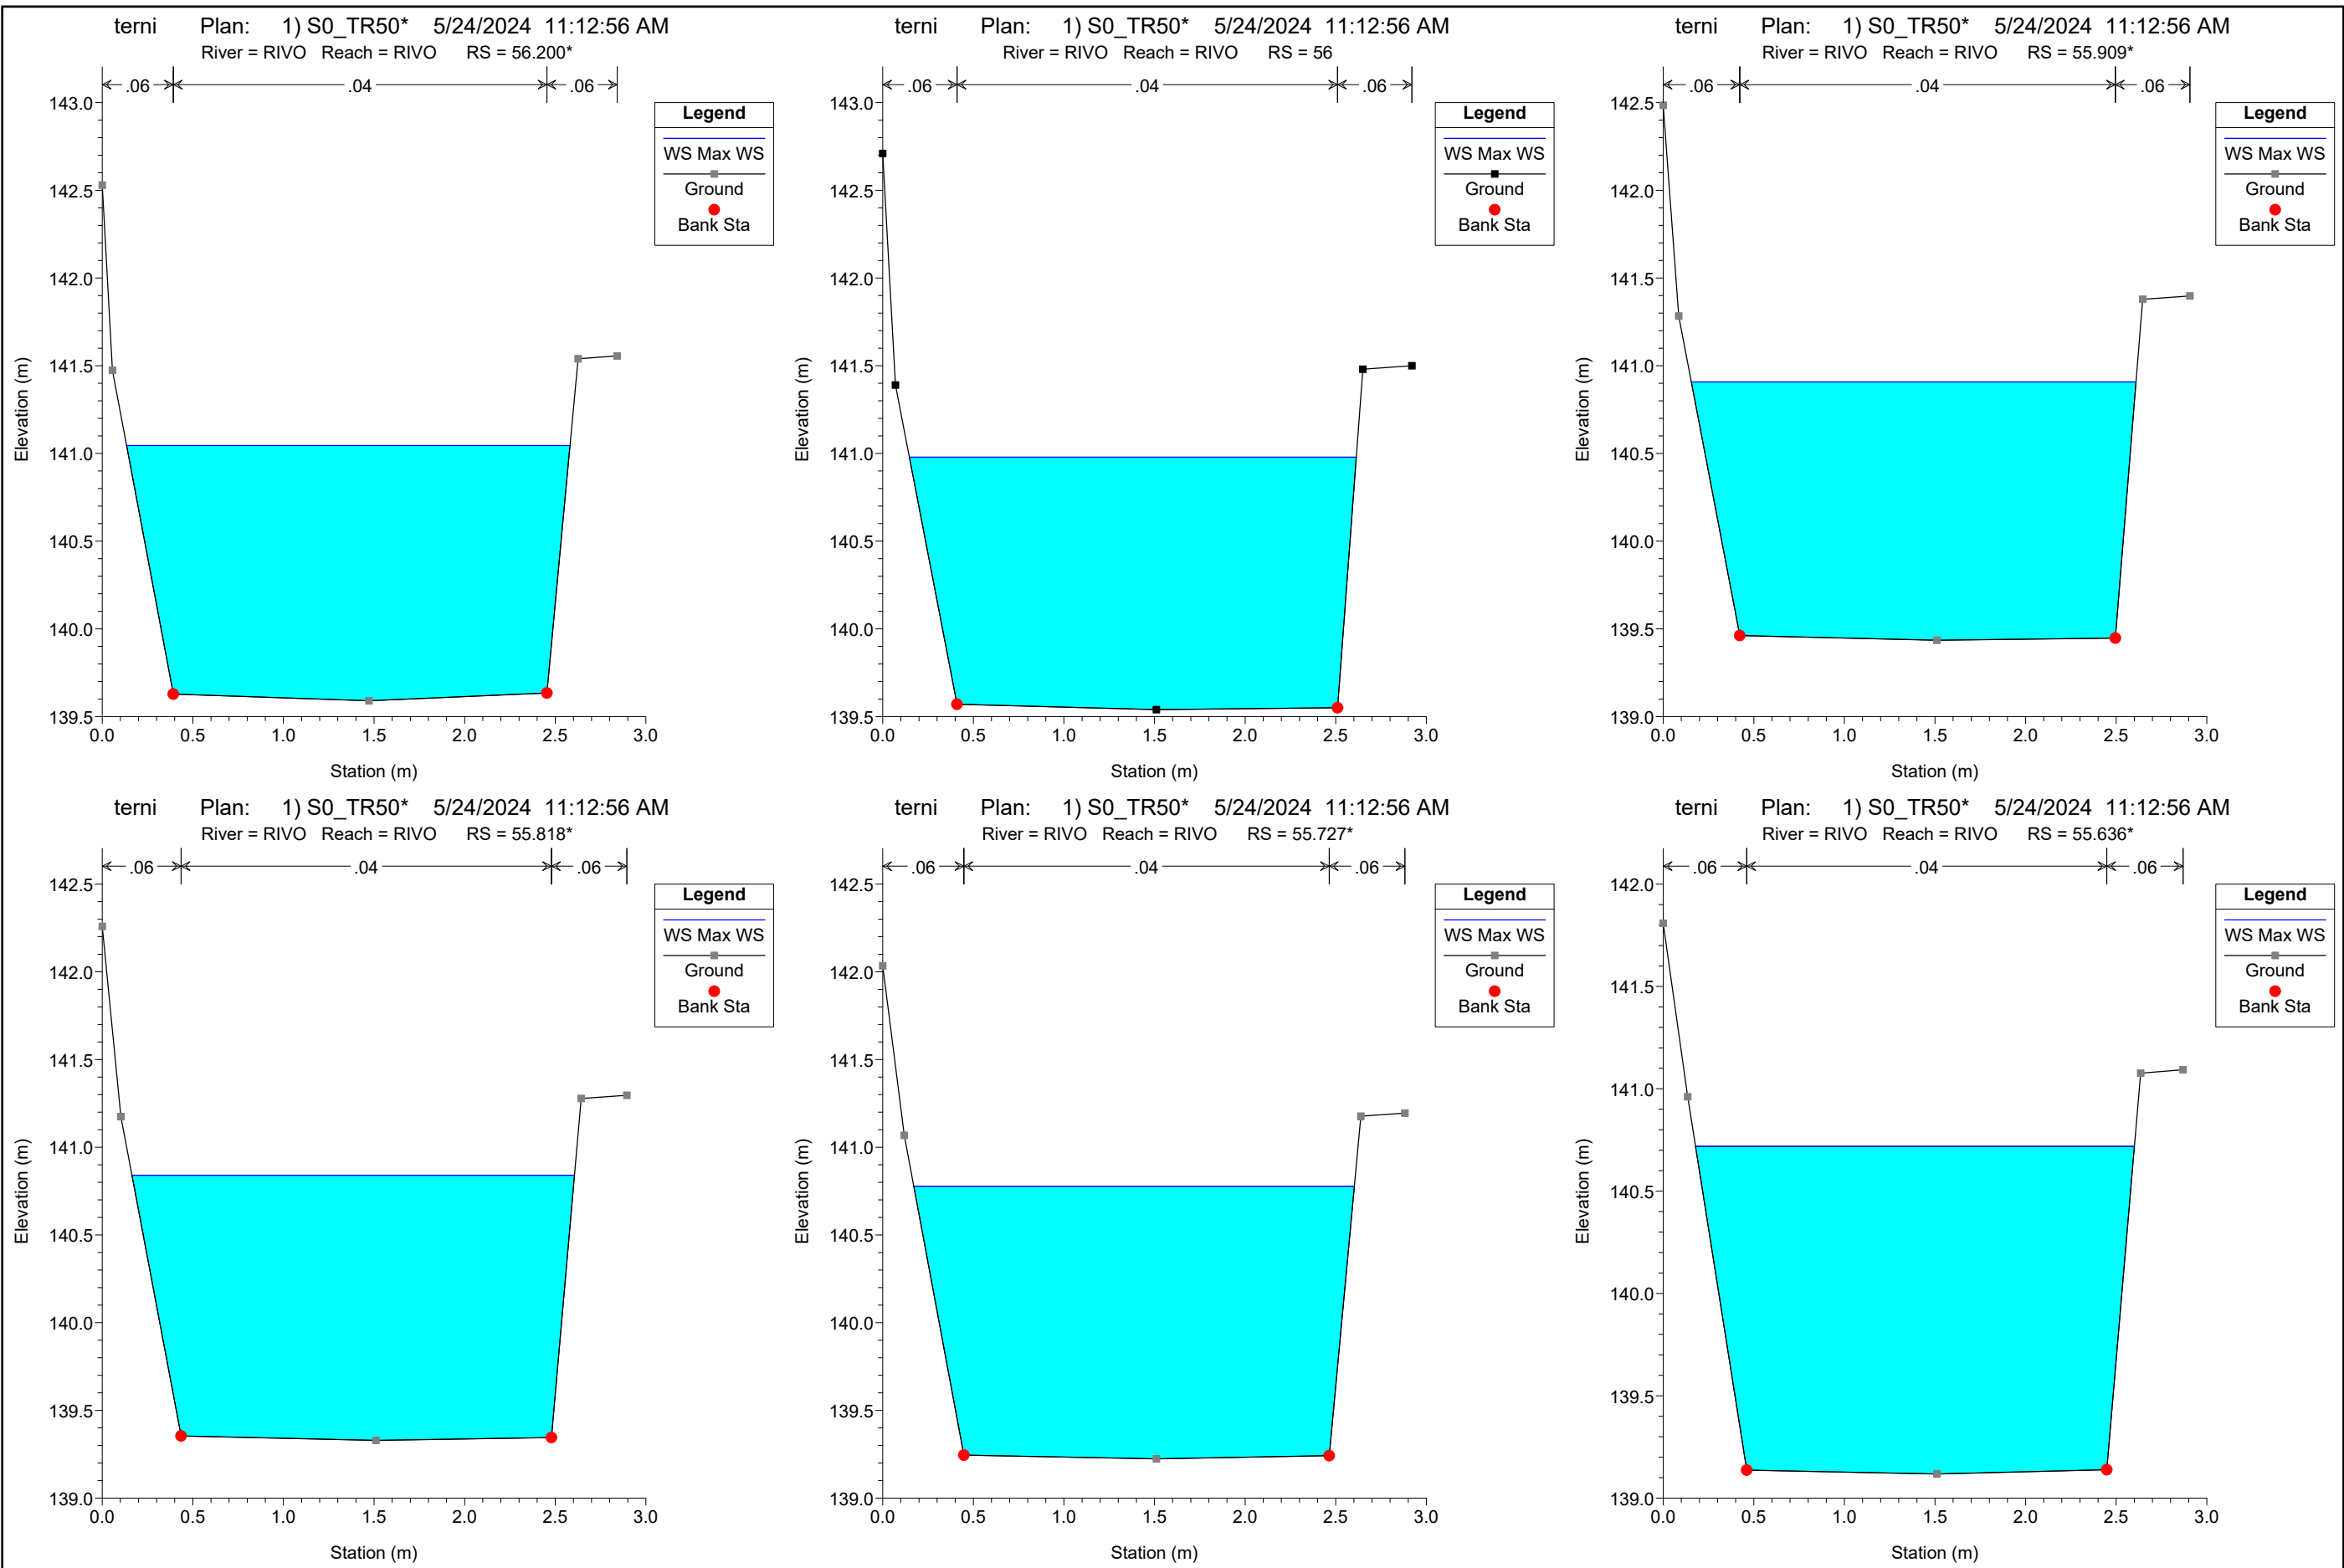 terni Plan: 1) S0_TR50* 5/24/2024 11:12:56 AM
River = RIVO Reach = RIVO RS = 56.200*
.06 .04 .06
Legend
WS Max WS
Ground
Bank Sta
143.0
142.5
142.0
141.5
141.0
140.5
140.0
139.5
Elevation (m)
0.0 0.5 1.0 1.5 2.0 2.5 3.0
Station (m)
terni Plan: 1) S0_TR50* 5/24/2024 11:12:56 AM
River = RIVO Reach = RIVO RS = 56
.06 .04 .06
Legend
WS Max WS
Ground
Bank Sta
143.0
142.5
142.0
141.5
141.0
140.5
140.0
139.5
Elevation (m)
0.0 0.5 1.0 1.5 2.0 2.5 3.0
Station (m)
terni Plan: 1) S0_TR50* 5/24/2024 11:12:56 AM
River = RIVO Reach = RIVO RS = 55.909*
.06 .04 .06
Legend
WS Max WS
Ground
Bank Sta
142.5
142.0
141.5
141.0
140.5
140.0
139.5
139.0
Elevation (m)
0.0 0.5 1.0 1.5 2.0 2.5 3.0
Station (m)
terni Plan: 1) S0_TR50* 5/24/2024 11:12:56 AM
River = RIVO Reach = RIVO RS = 55.818*
.06 .04 .06
Legend
WS Max WS
Ground
Bank Sta
142.5
142.0
141.5
141.0
140.5
140.0
139.5
139.0
Elevation (m)
0.0 0.5 1.0 1.5 2.0 2.5 3.0
Station (m)
terni Plan: 1) S0_TR50* 5/24/2024 11:12:56 AM
River = RIVO Reach = RIVO RS = 55.727*
.06 .04 .06
Legend
WS Max WS
Ground
Bank Sta
142.5
142.0
141.5
141.0
140.5
140.0
139.5
139.0
Elevation (m)
0.0 0.5 1.0 1.5 2.0 2.5 3.0
Station (m)
terni Plan: 1) S0_TR50* 5/24/2024 11:12:56 AM
River = RIVO Reach = RIVO RS = 55.636*
.06 .04 .06
Legend
WS Max WS
Ground
Bank Sta
142.0
141.5
141.0
140.5
140.0
139.5
139.0
Elevation (m)
0.0 0.5 1.0 1.5 2.0 2.5 3.0
Station (m)